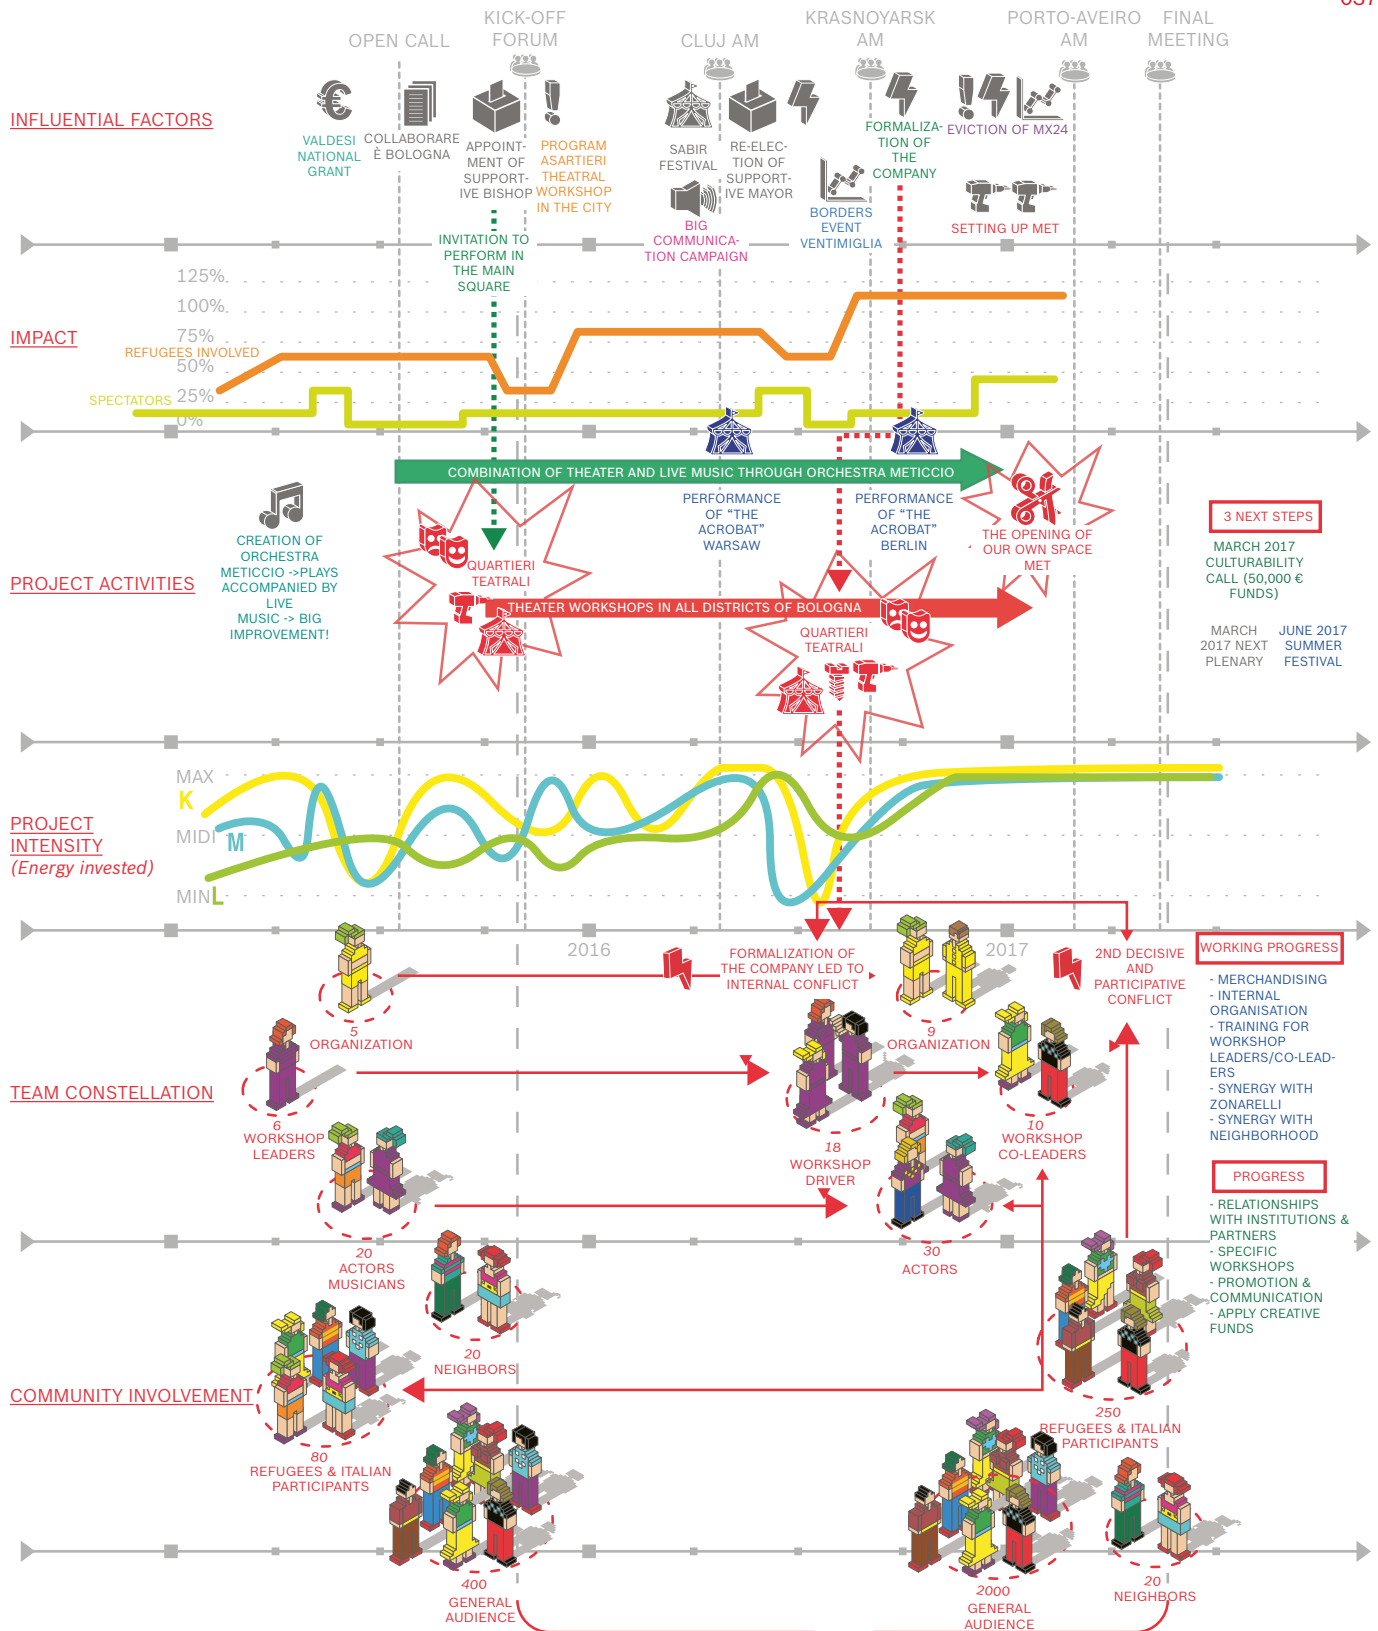 KICK-OFF
FORUM
KRASNOYARSK
AM
PORTO-AVEIRO
AM
FINAL
MEETING
OPEN CALL
CLUJ AM
INFLUENTIAL FACTORS
VALDESI
NATIONAL
GRANT
COLLABORARE
È BOLOGNA
APPOINT-
MENT OF
SUPPORT-
IVE BISHOP
PROGRAM
ASARTIERI
THEATRAL
WORKSHOP
IN THE CITY
SABIR
FESTIVAL
RE-ELEC-
TION OF
SUPPORT-
IVE MAYOR
FORMALIZA-
TION OF
THE
COMPANY
EVICTION OF MX24
BIG
COMMUNICA-
TION CAMPAIGN
BORDERS
EVENT
VENTIMIGLIA
SETTING UP MET
INVITATION TO
PERFORM IN
THE MAIN
SQUARE
IMPACT
125%
100%
75%
REFUGEES INVOLVED
50%
25%
SPECTATORS
0%
PROJECT ACTIVITIES
COMBINATION OF THEATER AND LIVE MUSIC THROUGH ORCHESTRA METICCIO
CREATION OF
ORCHESTRA
METICCIO ->PLAYS
ACCOMPANIED BY
LIVE
MUSIC -> BIG
IMPROVEMENT!
QUARTIERI
TEATRALI
PERFORMANCE
OF “THE
ACROBAT”
WARSAW
PERFORMANCE
OF “THE
ACROBAT”
BERLIN
THE OPENING OF
OUR OWN SPACE
MET
THEATER WORKSHOPS IN ALL DISTRICTS OF BOLOGNA
QUARTIERI
TEATRALI
3 NEXT STEPS
MARCH 2017
CULTURABILITY
CALL (50,000 €
FUNDS)
MARCH
2017 NEXT
PLENARY
JUNE 2017
SUMMER
FESTIVAL
PROJECT
INTENSITY
(Energy invested)
MAX
K
MIDI
M
MIN
L
2016
2017
TEAM CONSTELLATION
5
ORGANIZATION
6
WORKSHOP
LEADERS
20
ACTORS
MUSICIANS
FORMALIZATION OF
THE COMPANY LED TO
INTERNAL CONFLICT
9
ORGANIZATION
18
WORKSHOP
DRIVER
10
WORKSHOP
CO-LEADERS
30
ACTORS
2ND DECISIVE
AND
PARTICIPATIVE
CONFLICT
WORKING PROGRESS
- MERCHANDISING
- INTERNAL
ORGANISATION
- TRAINING FOR
WORKSHOP
LEADERS/CO-LEAD-
ERS
- SYNERGY WITH
ZONARELLI
- SYNERGY WITH
NEIGHBORHOOD
PROGRESS
- RELATIONSHIPS
WITH INSTITUTIONS &
PARTNERS
- SPECIFIC
WORKSHOPS
- PROMOTION &
COMMUNICATION
- APPLY CREATIVE
FUNDS
COMMUNITY INVOLVEMENT
20
NEIGHBORS
80
REFUGEES & ITALIAN
PARTICIPANTS
400
GENERAL
AUDIENCE
250
REFUGEES & ITALIAN
PARTICIPANTS
2000
GENERAL
AUDIENCE
20
NEIGHBORS